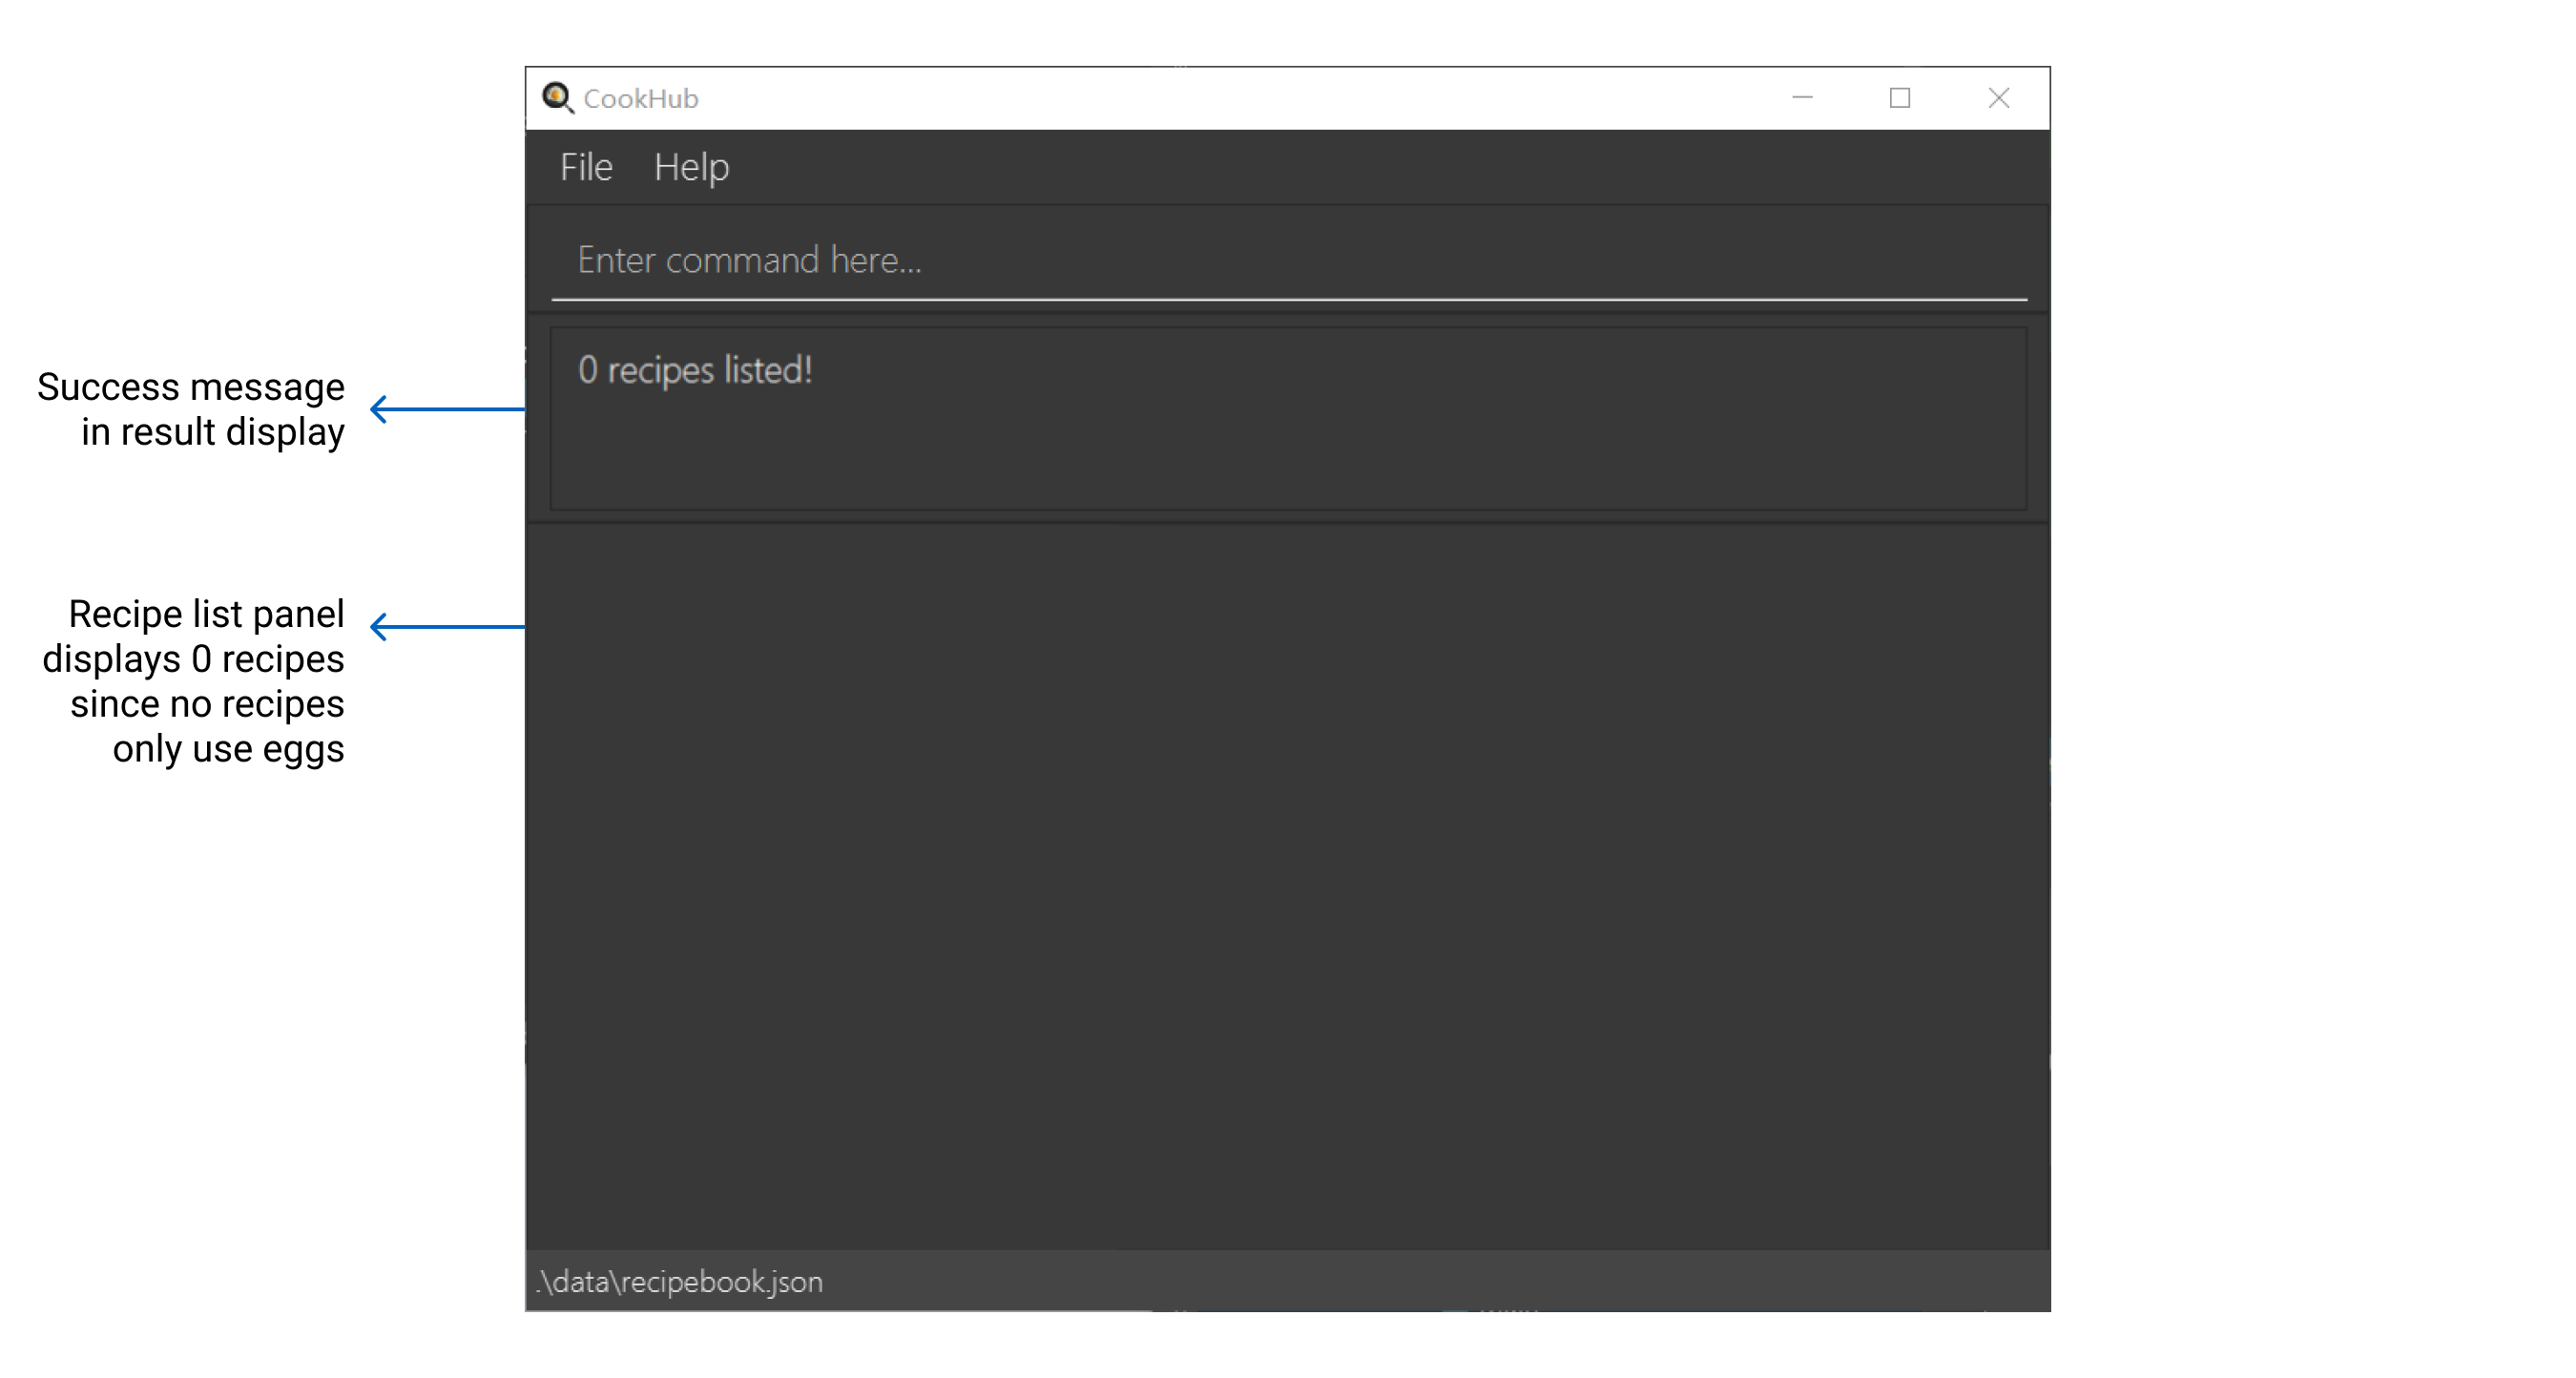 CookHub
File Help
Enter command here...
0 recipes listed!
Success message
in result display
Recipe list panel
displays 0 recipes
since no recipes
only use eggs
.\data\recipebook.json